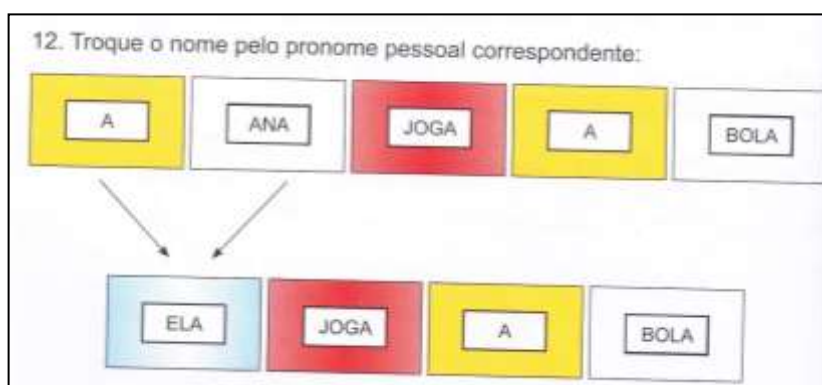 12. Troque o nome pelo pronome pessoal correspondente:
A ANA JOGA A BOLA
ELA JOGA A BOLA